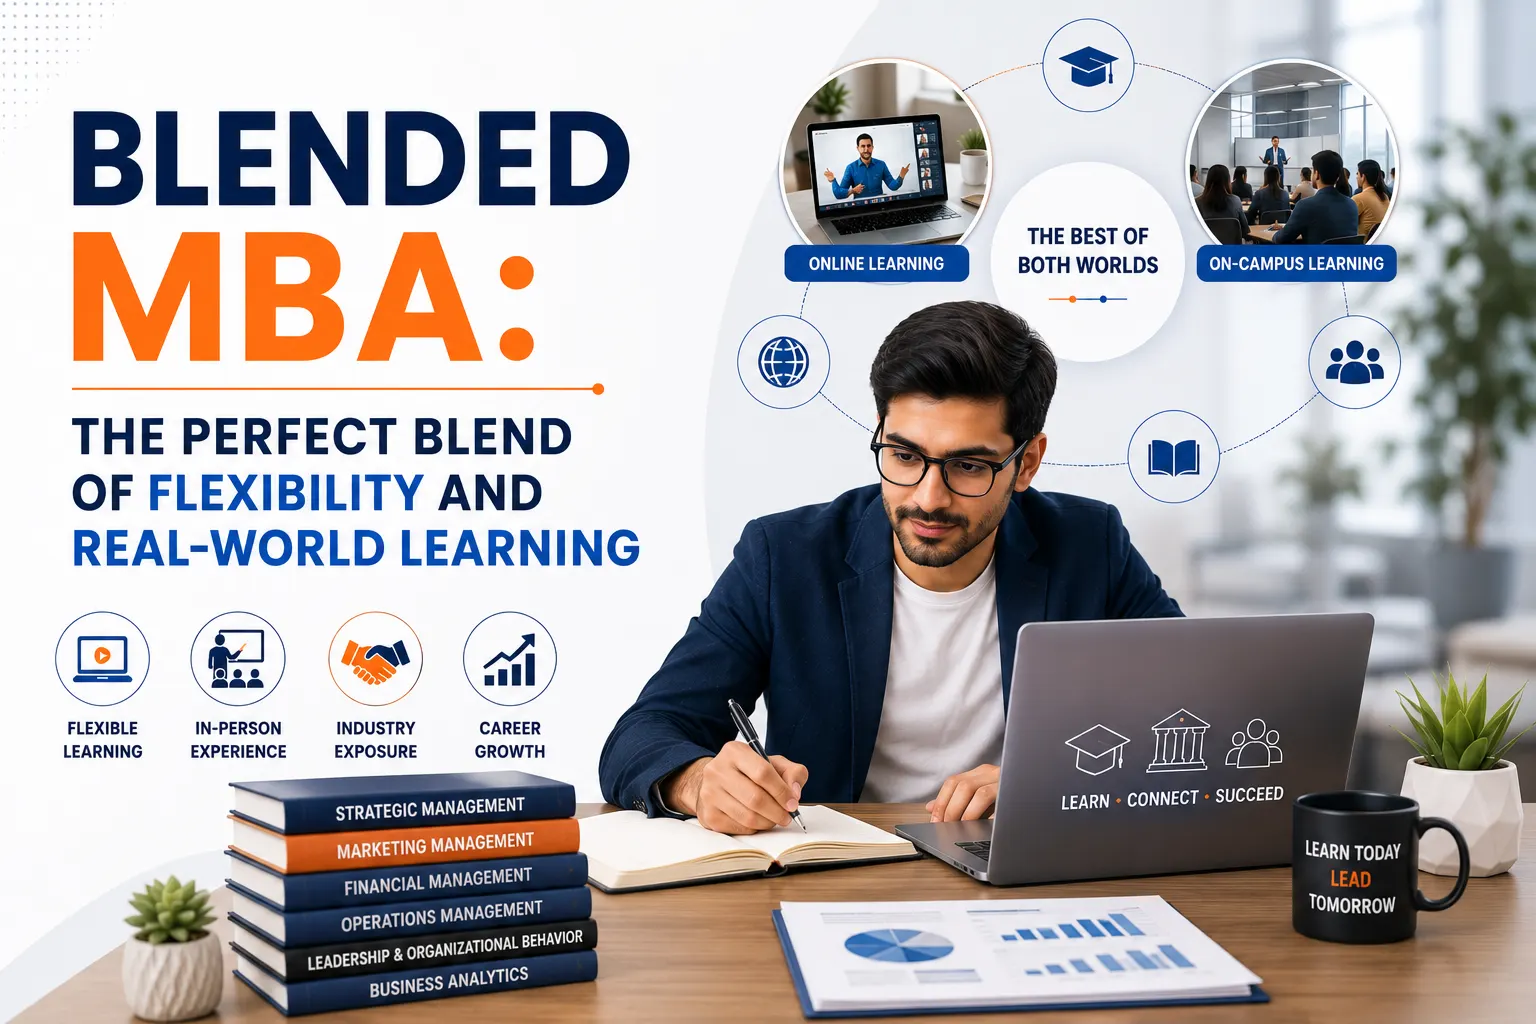 BLENDED
MBA:
THE PERFECT BLEND
OF FLEXIBILITY AND
REAL-WORLD LEARNING
FLEXIBLE
LEARNING
IN-PERSON
EXPERIENCE
INDUSTRY
EXPOSURE
CAREER
GROWTH
ONLINE LEARNING
THE BEST OF
BOTH WORLDS
ON-CAMPUS LEARNING
STRATEGIC MANAGEMENT
MARKETING MANAGEMENT
FINANCIAL MANAGEMENT
OPERATIONS MANAGEMENT
LEADERSHIP & ORGANIZATIONAL BEHAVIOR
BUSINESS ANALYTICS
LEARN • CONNECT • SUCCEED
LEARN TODAY
LEAD
TOMORROW